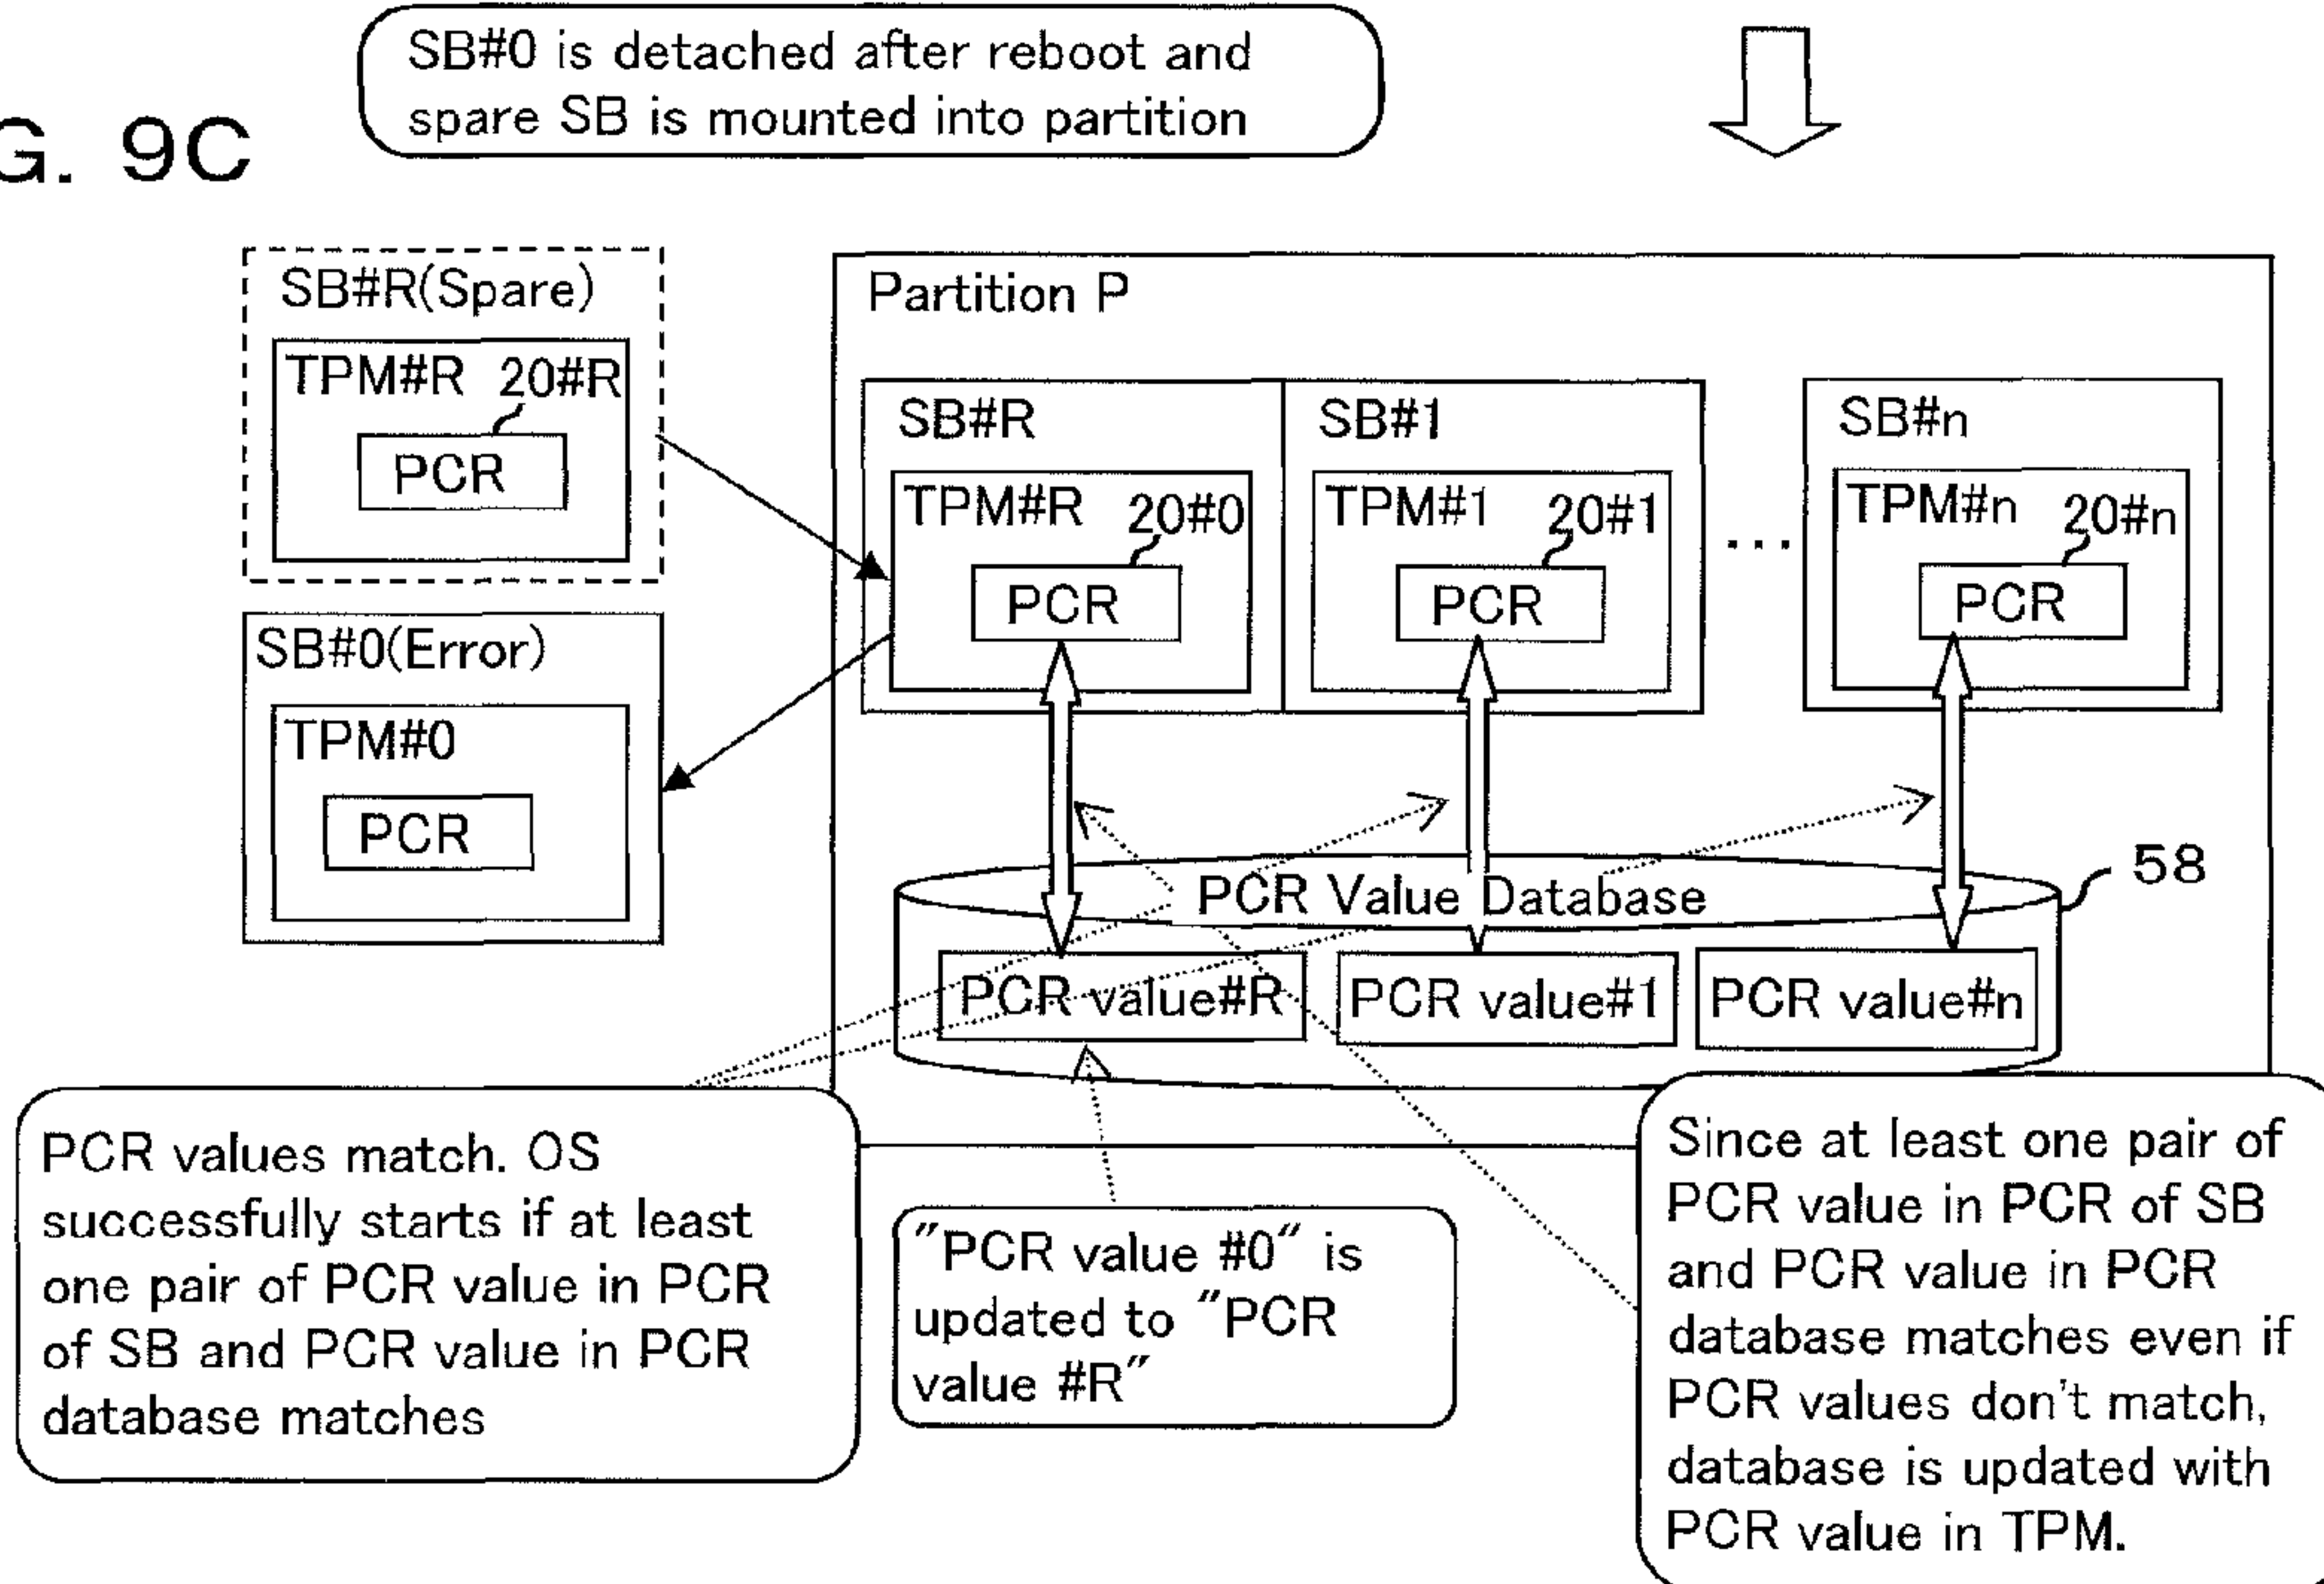 SB#0 is detached after reboot and
spare SB is mounted into partition
G. 9C
SB#R(Spare)
TPM#R 20#R
PCR
SB#0(Error)
TPM#0
PCR
Partition P
SB#R
TPM#R 20#0
PCR
SB#1
TPM#1 20#1
PCR
...
SB#n
TPM#n 20#n
PCR
58
PCR Value Database
PCR value#R
PCR value#1
PCR value#n
PCR values match. OS
successfully starts if at least
one pair of PCR value in PCR
of SB and PCR value in PCR
database matches
"PCR value #0" is
updated to "PCR
value #R"
Since at least one pair of
PCR value in PCR of SB
and PCR value in PCR
database matches even if
PCR values don't match,
database is updated with
PCR value in TPM.